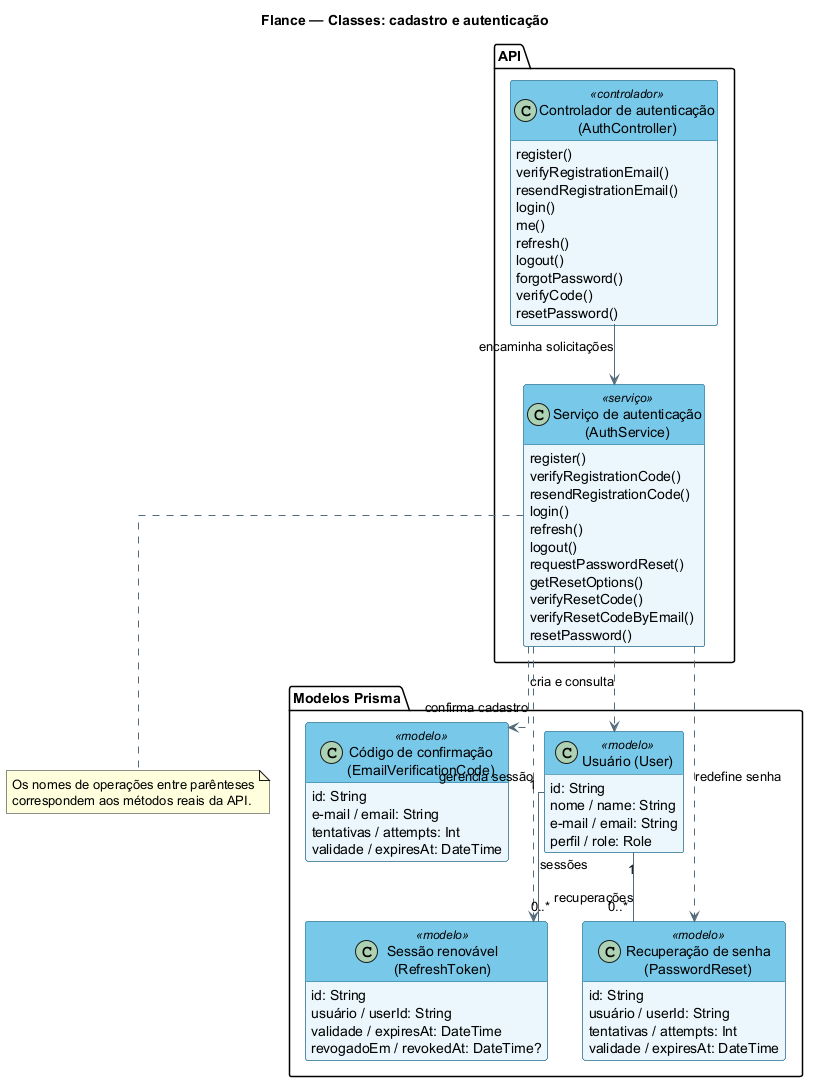 Flance — Classes: cadastro e autenticação
API
«controlador»
C
Controlador de autenticação
(AuthController)
register()
verifyRegistrationEmail()
resendRegistrationEmail()
login()
me()
refresh()
logout()
forgotPassword()
verifyCode()
resetPassword()
encaminha solicitações
«serviço»
C
Serviço de autenticação
(AuthService)
register()
verifyRegistrationCode()
resendRegistrationCode()
login()
refresh()
logout()
requestPasswordReset()
getResetOptions()
verifyResetCode()
verifyResetCodeByEmail()
resetPassword()
cria e consulta
confirma cadastro
gerencia sessão
redefine senha
Os nomes de operações entre parênteses
correspondem aos métodos reais da API.
Modelos Prisma
«modelo»
C
Código de confirmação
(EmailVerificationCode)
id: String
e-mail / email: String
tentativas / attempts: Int
validade / expiresAt: DateTime
«modelo»
C
Usuário (User)
id: String
nome / name: String
e-mail / email: String
perfil / role: Role
1
sessões
0..*
1
recuperações
0..*
«modelo»
C
Sessão renovável
(RefreshToken)
id: String
usuário / userId: String
validade / expiresAt: DateTime
revogadoEm / revokedAt: DateTime?
«modelo»
C
Recuperação de senha
(PasswordReset)
id: String
usuário / userId: String
tentativas / attempts: Int
validade / expiresAt: DateTime